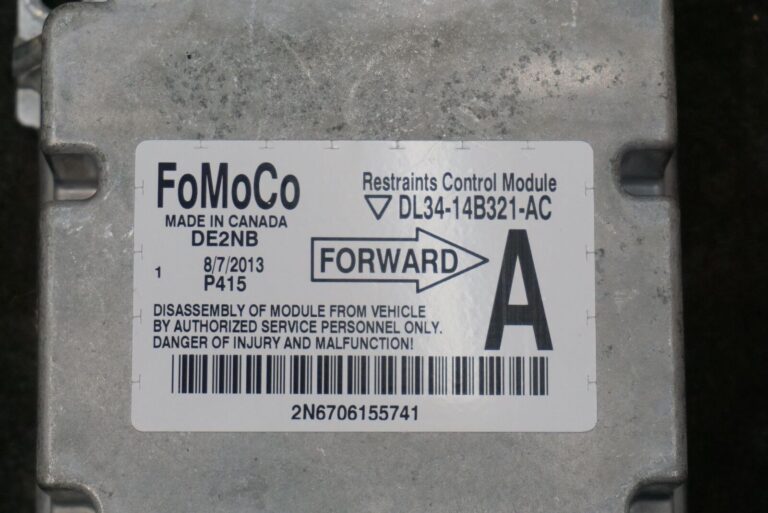 FoMoCo
MADE IN CANADA
DE2NB
1 8/7/2013
P415
Restraints Control Module
DL34-14B321-AC
FORWARD
A
DISASSEMBLY OF MODULE FROM VEHICLE
BY AUTHORIZED SERVICE PERSONNEL ONLY.
DANGER OF INJURY AND MALFUNCTION!
2N6706155741